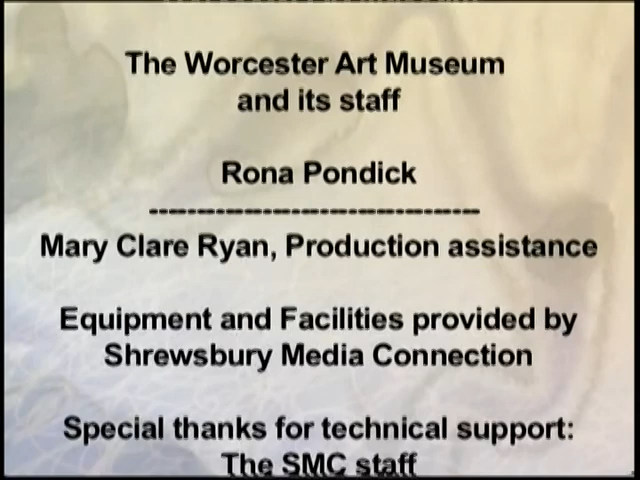 The Worcester Art Museum
and its staff
Rona Pondick
-----------------------------------
Mary Clare Ryan, Production assistance
Equipment and Facilities provided by
Shrewsbury Media Connection
Special thanks for technical support:
The SMC staff